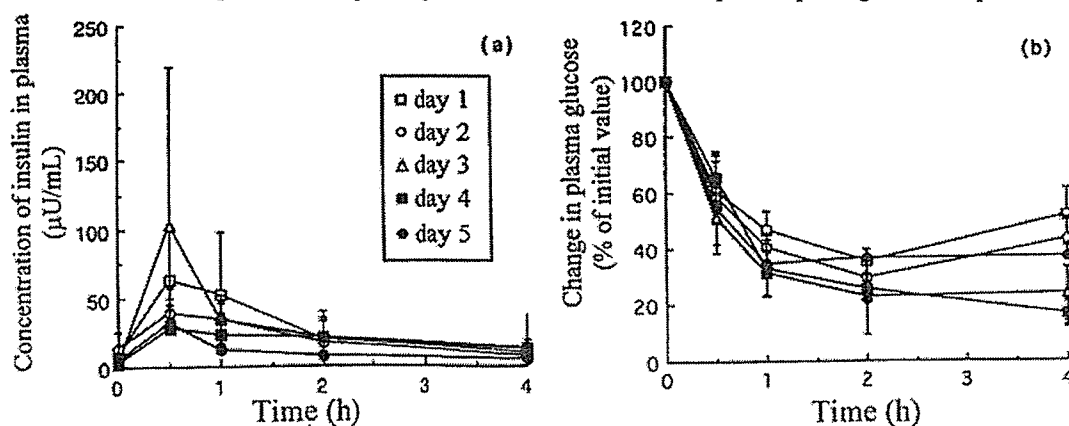 (a)
Concentration of insulin in plasma
(μU/mL)
250
200
150
100
50
0
day 1
day 2
day 3
day 4
day 5
0 1 2 3 4
Time (h)
(b)
Change in plasma glucose
(% of initial value)
120
100
80
60
40
20
0
0 1 2 3 4
Time (h)